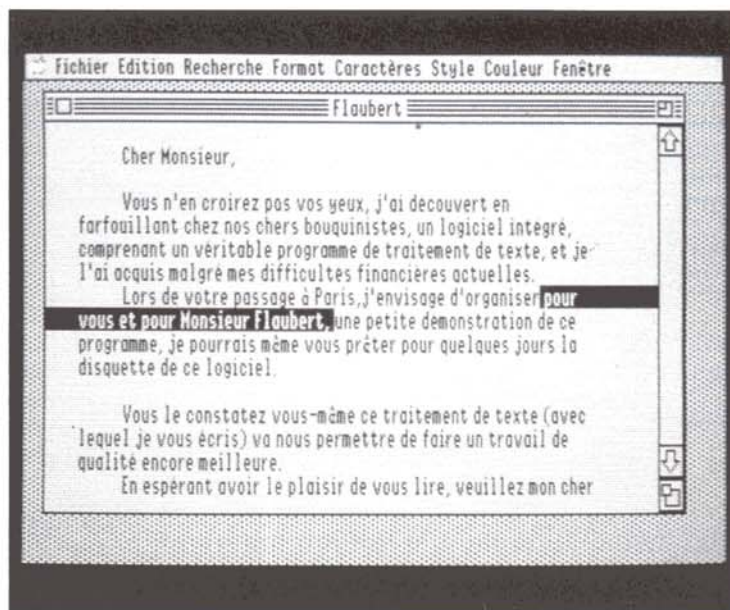 Fichier Edition Recherche Format Caractères Style Couleur Fenêtre
Flaubert
Cher Monsieur,
Vous n'en croirez pas vos yeux, j'ai découvert en
farfouillant chez nos chers bouquinistes, un logiciel intégré,
comprenant un véritable programme de traitement de texte, et je
l'ai acquis malgré mes difficultes financières actuelles.
Lors de votre passage à Paris,j'envisage d'organiser pour
vous et pour Monsieur Flaubert, une petite demonstration de ce
programme, je pourrais même vous prêter pour quelques jours la
disquette de ce logiciel.
Vous le constatez vous-même ce traitement de texte (avec
lequel je vous écris) va nous permettre de faire un travail de
qualité encore meilleure.
En espérant avoir le plaisir de vous lire, veuillez mon cher